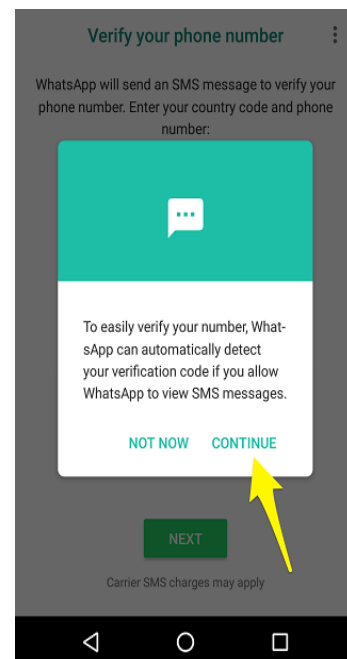 Verify your phone number
WhatsApp will send an SMS message to verify your
phone number. Enter your country code and phone
number:
To easily verify your number, What-
sApp can automatically detect
your verification code if you allow
WhatsApp to view SMS messages.
NOT NOW CONTINUE
NEXT
Carrier SMS charges may apply